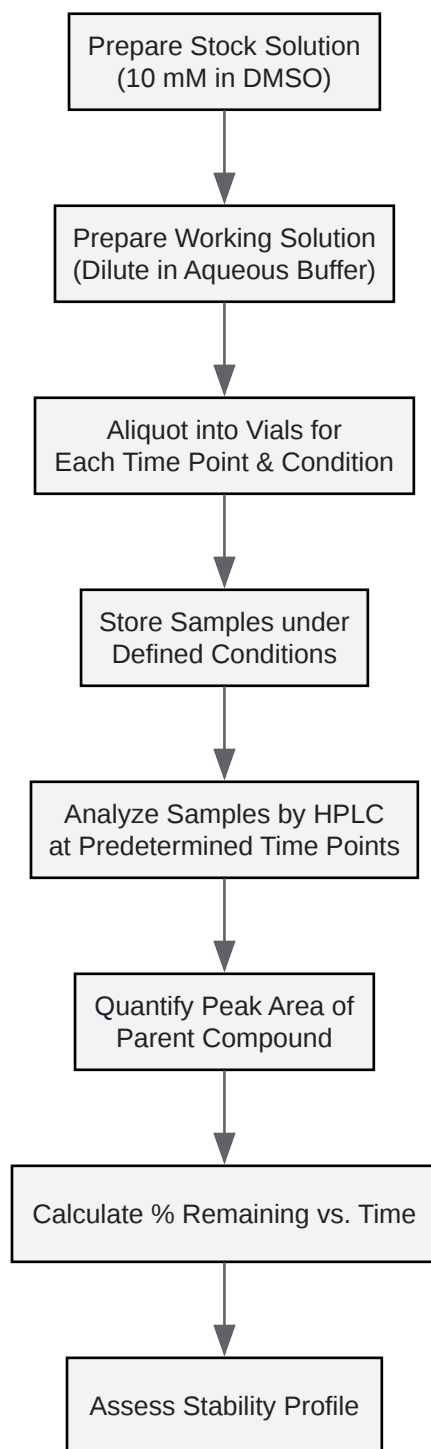 Prepare Stock Solution
(10 mM in DMSO)
Prepare Working Solution
(Dilute in Aqueous Buffer)
Aliquot into Vials for
Each Time Point & Condition
Store Samples under
Defined Conditions
Analyze Samples by HPLC
at Predetermined Time Points
Quantify Peak Area of
Parent Compound
Calculate % Remaining vs. Time
Assess Stability Profile